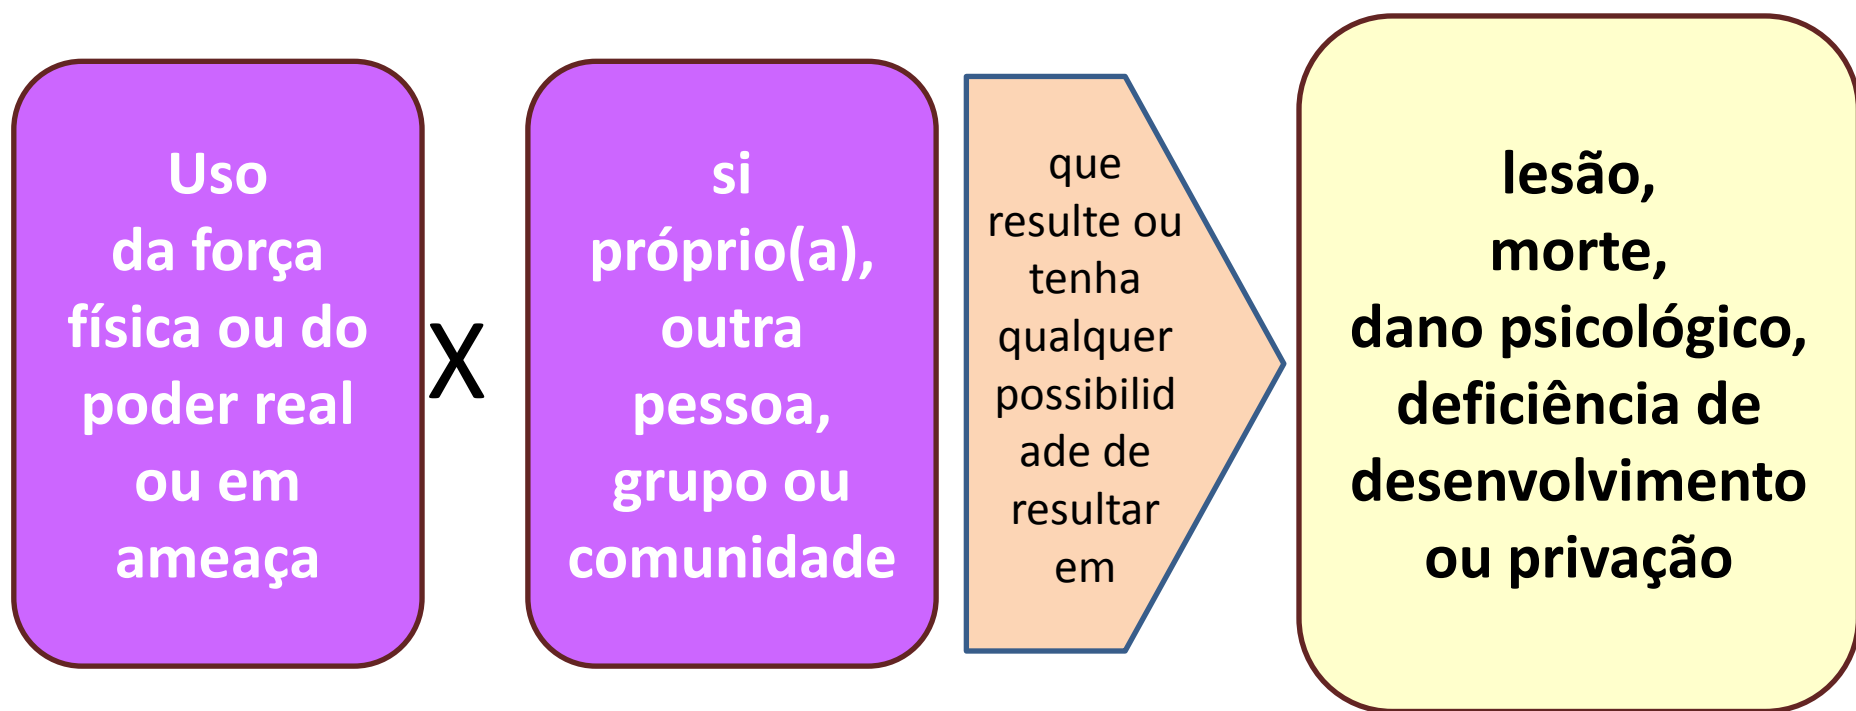 Uso
da força
física ou do
poder real
ou em
ameaça
X
si
próprio(a),
outra
pessoa,
grupo ou
comunidade
que
resulte ou
tenha
qualquer
possibilid
ade de
resultar
em
lesão,
morte,
dano psicológico,
deficiência de
desenvolvimento
ou privação